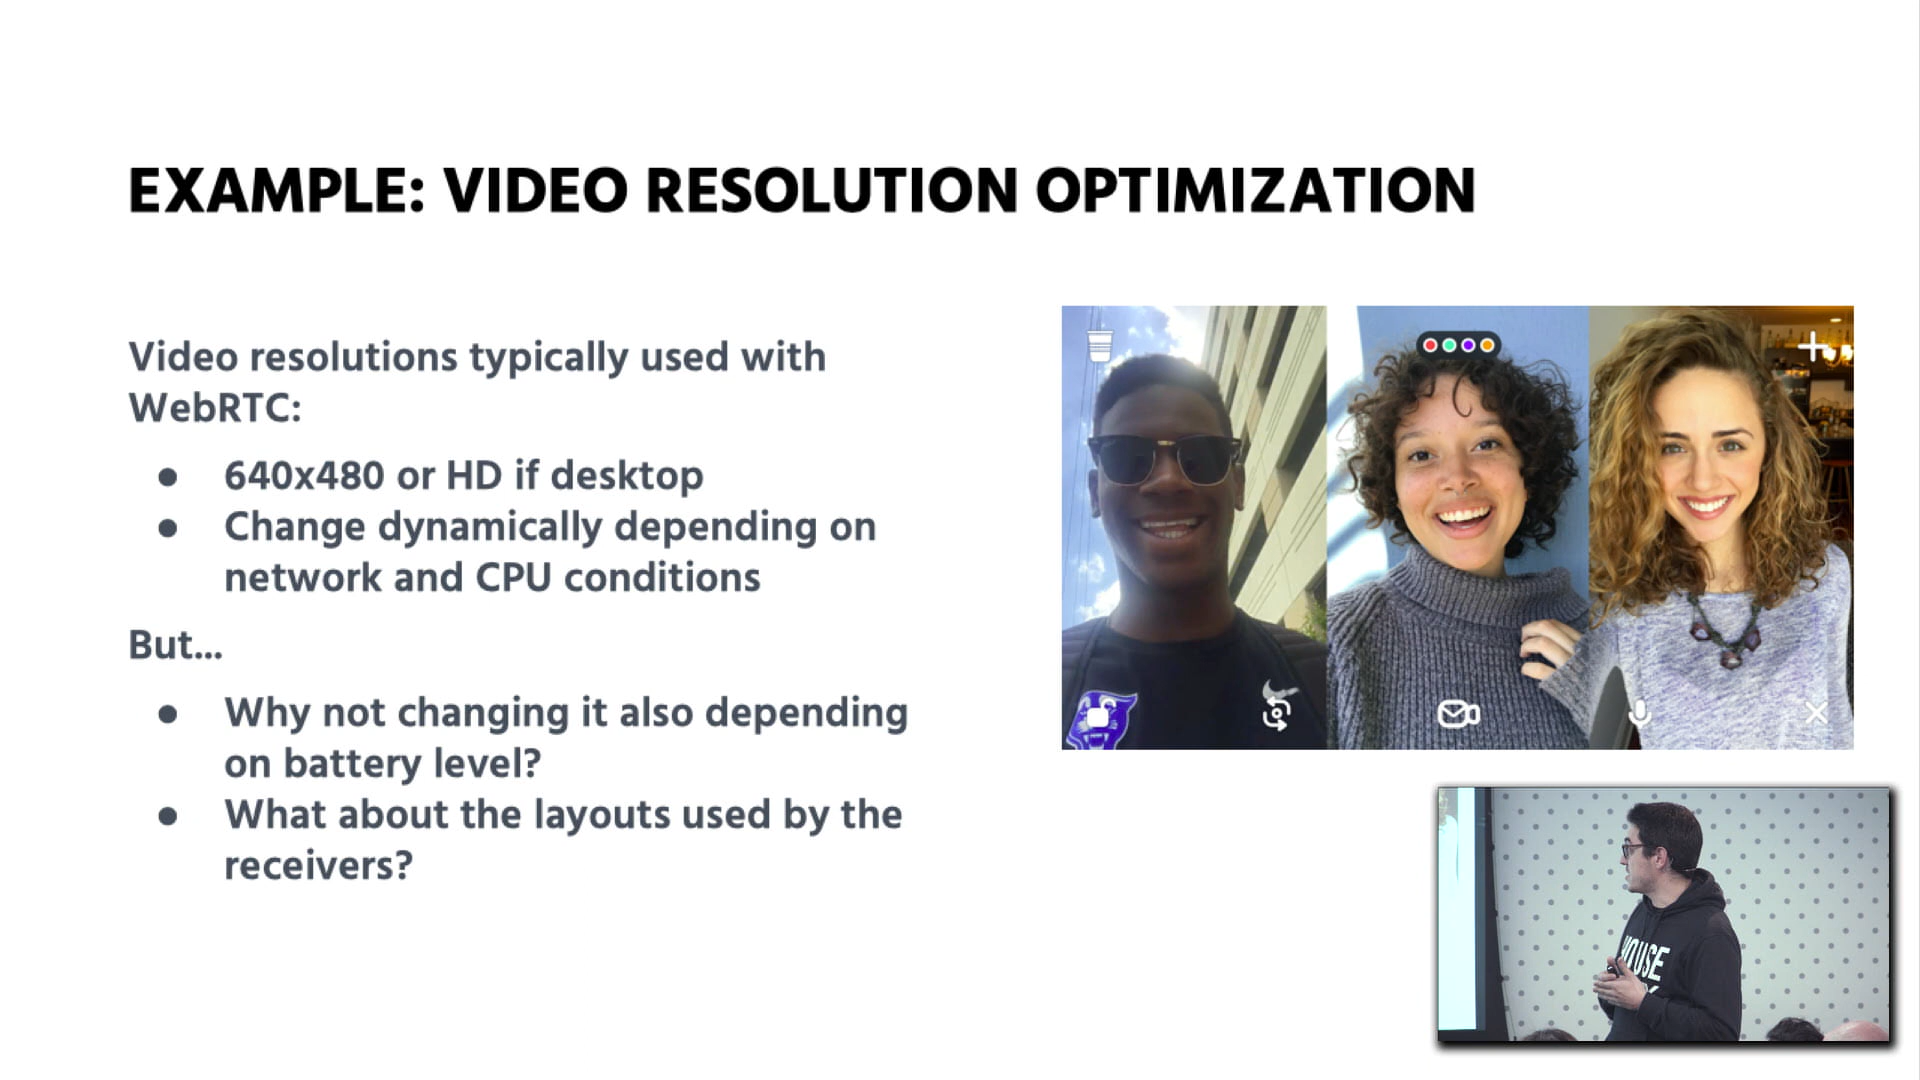 EXAMPLE: VIDEO RESOLUTION OPTIMIZATION
Video resolutions typically used with
WebRTC:
● 640x480 or HD if desktop
● Change dynamically depending on
network and CPU conditions
But...
● Why not changing it also depending
on battery level?
● What about the layouts used by the
receivers?
HOUSE